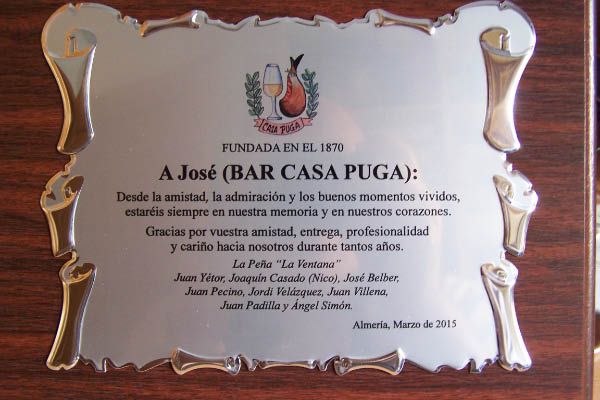 CASA PUGA
FUNDADA EN EL 1870
A José (BAR CASA PUGA):
Desde la amistad, la admiración y los buenos momentos vividos,
estaréis siempre en nuestra memoria y en nuestros corazones.
Gracias por vuestra amistad, entrega, profesionalidad
y cariño hacia nosotros durante tantos años.
La Peña “La Ventana”
Juan Yétor, Joaquín Casado (Nico), José Belber,
Juan Pecino, Jordi Velázquez, Juan Villena,
Juan Padilla y Ángel Simón.
Almería, Marzo de 2015